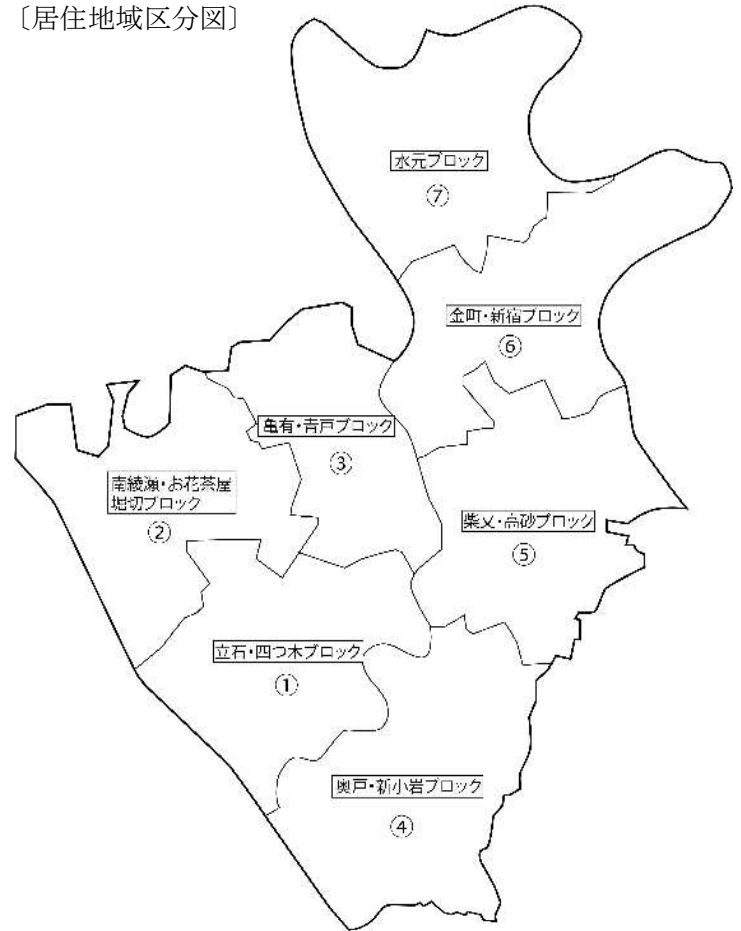 〔居住地域区分図〕
水元ブロック
⑦
金町・新宿ブロック
⑥
亀有・青戸ブロック
③
南綾瀬・お花茶屋
堀切ブロック
②
柴又・高砂ブロック
⑤
立石・四つ木ブロック
①
奥戸・新小岩ブロック
④